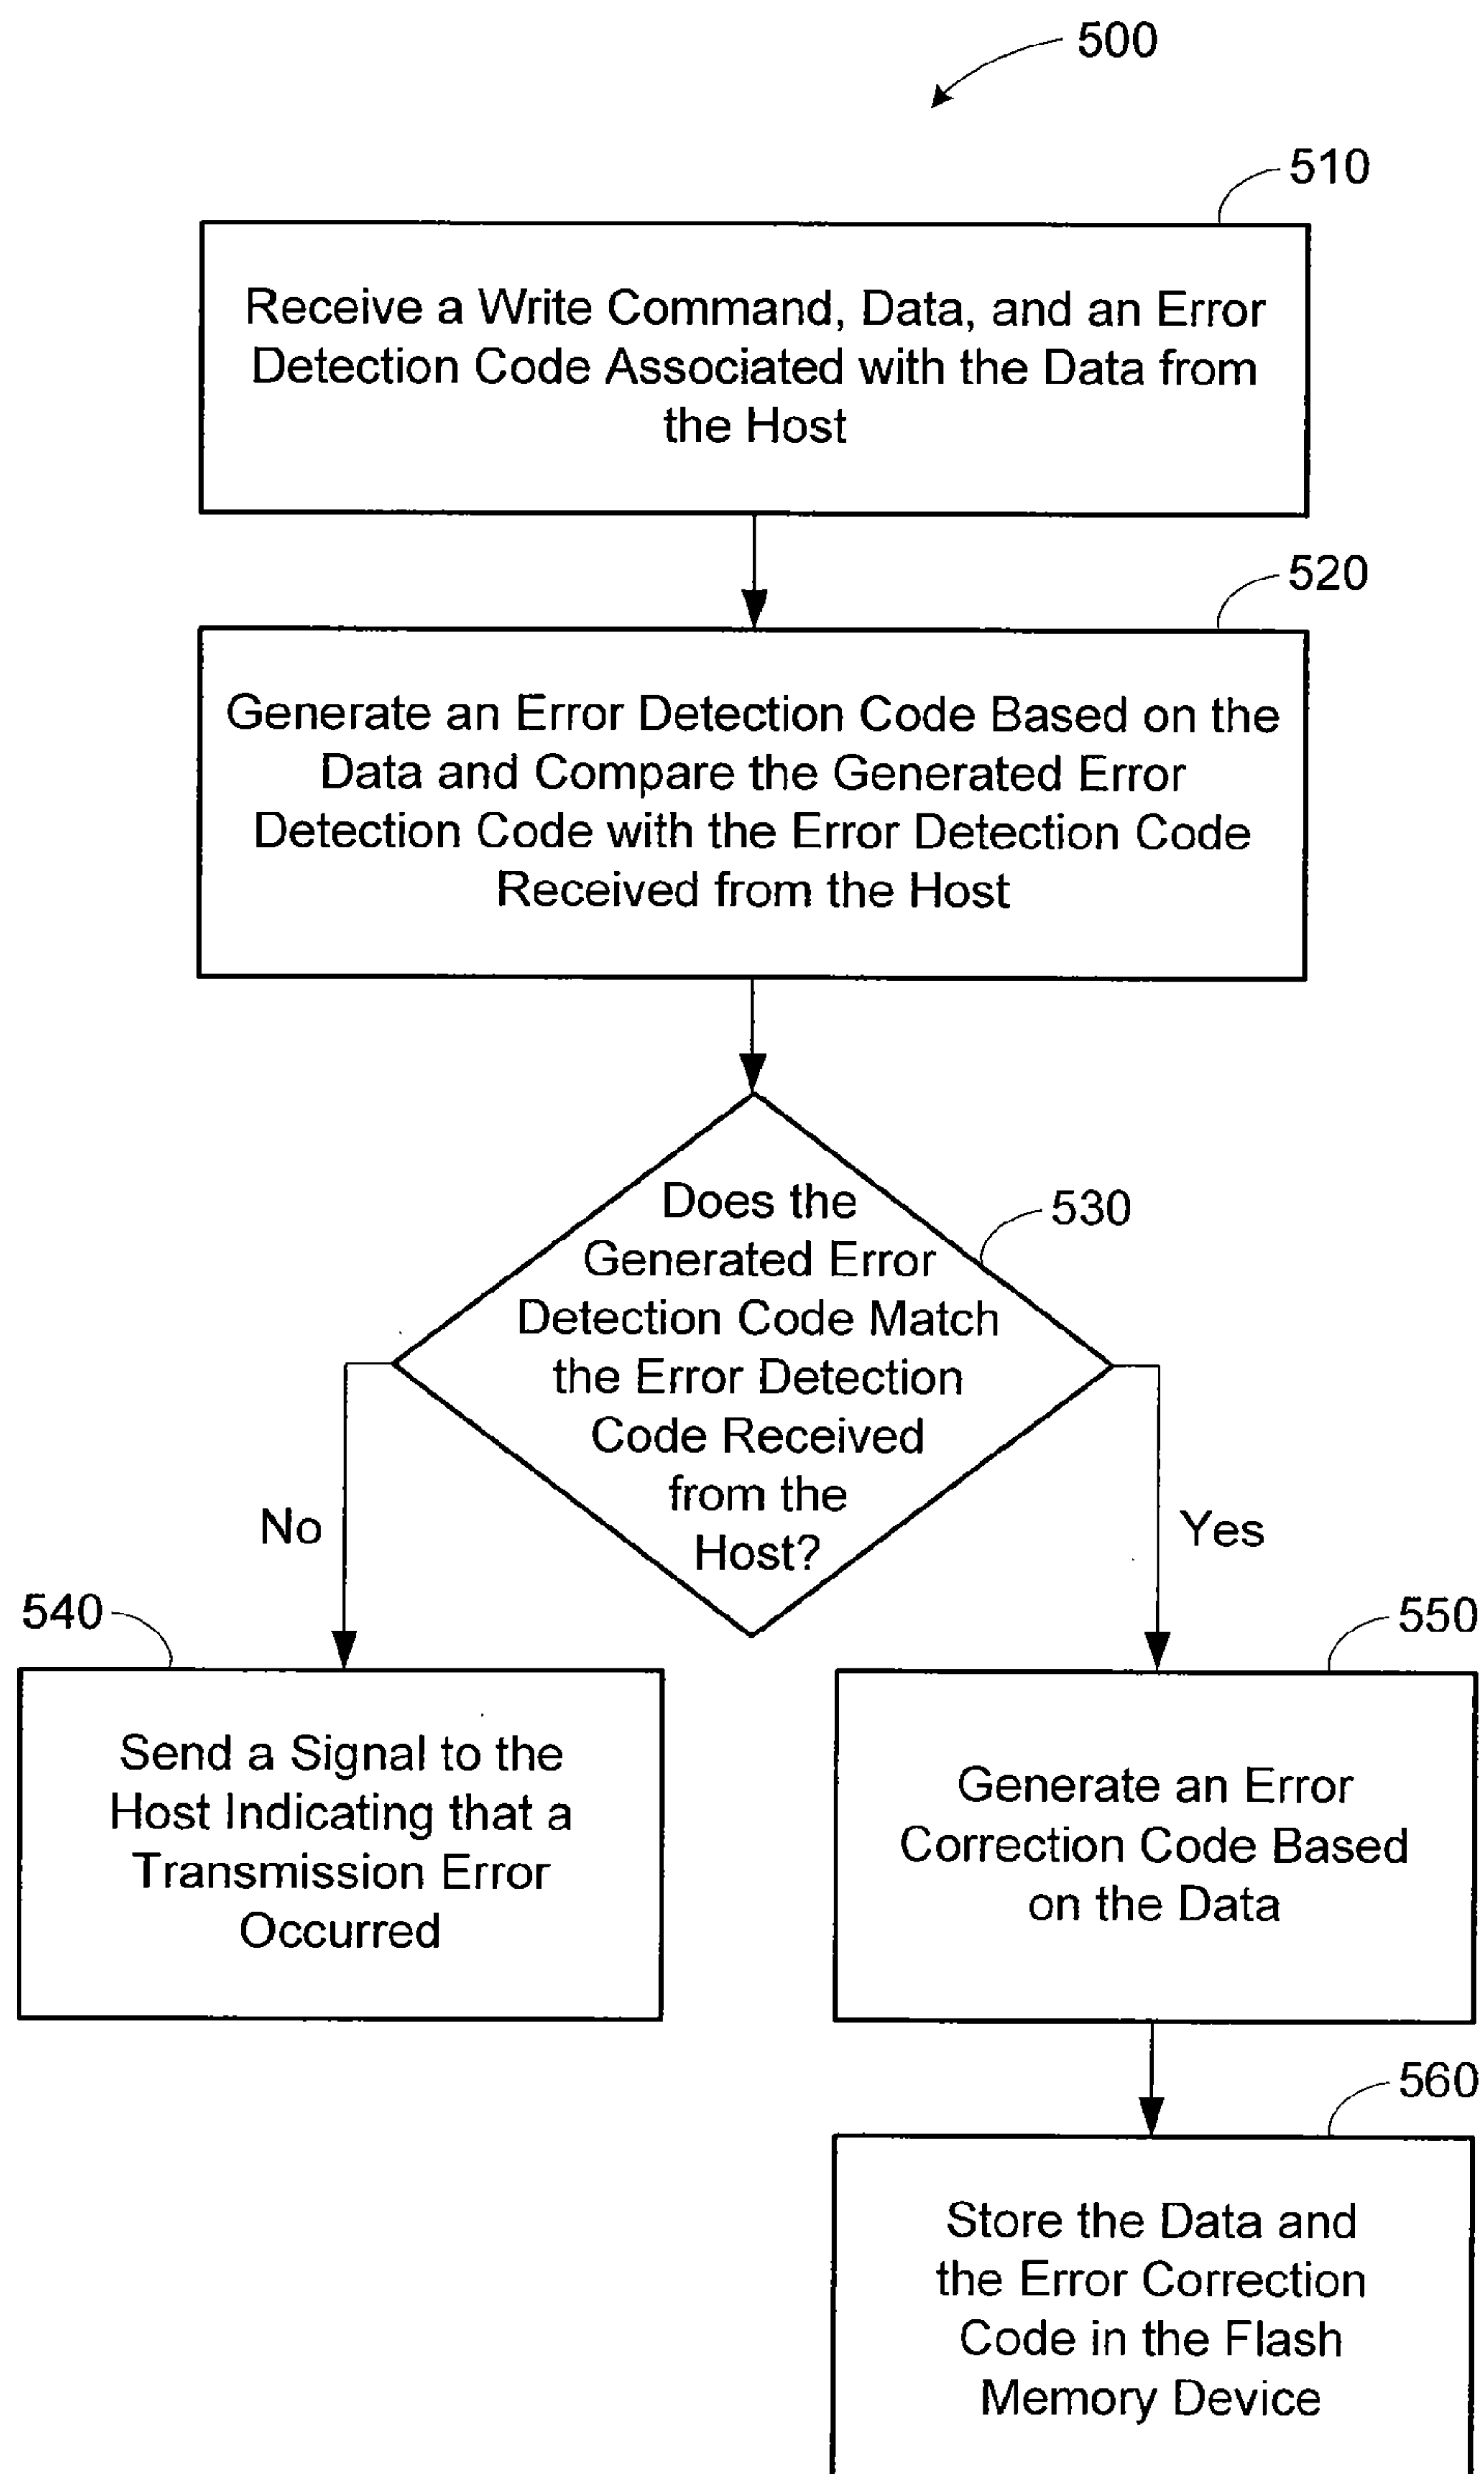 500
510
Receive a Write Command, Data, and an Error
Detection Code Associated with the Data from
the Host
520
Generate an Error Detection Code Based on the
Data and Compare the Generated Error
Detection Code with the Error Detection Code
Received from the Host
530
Does the
Generated Error
Detection Code Match
the Error Detection
Code Received
from the
Host?
No
Yes
540
Send a Signal to the
Host Indicating that a
Transmission Error
Occurred
550
Generate an Error
Correction Code Based
on the Data
560
Store the Data and
the Error Correction
Code in the Flash
Memory Device